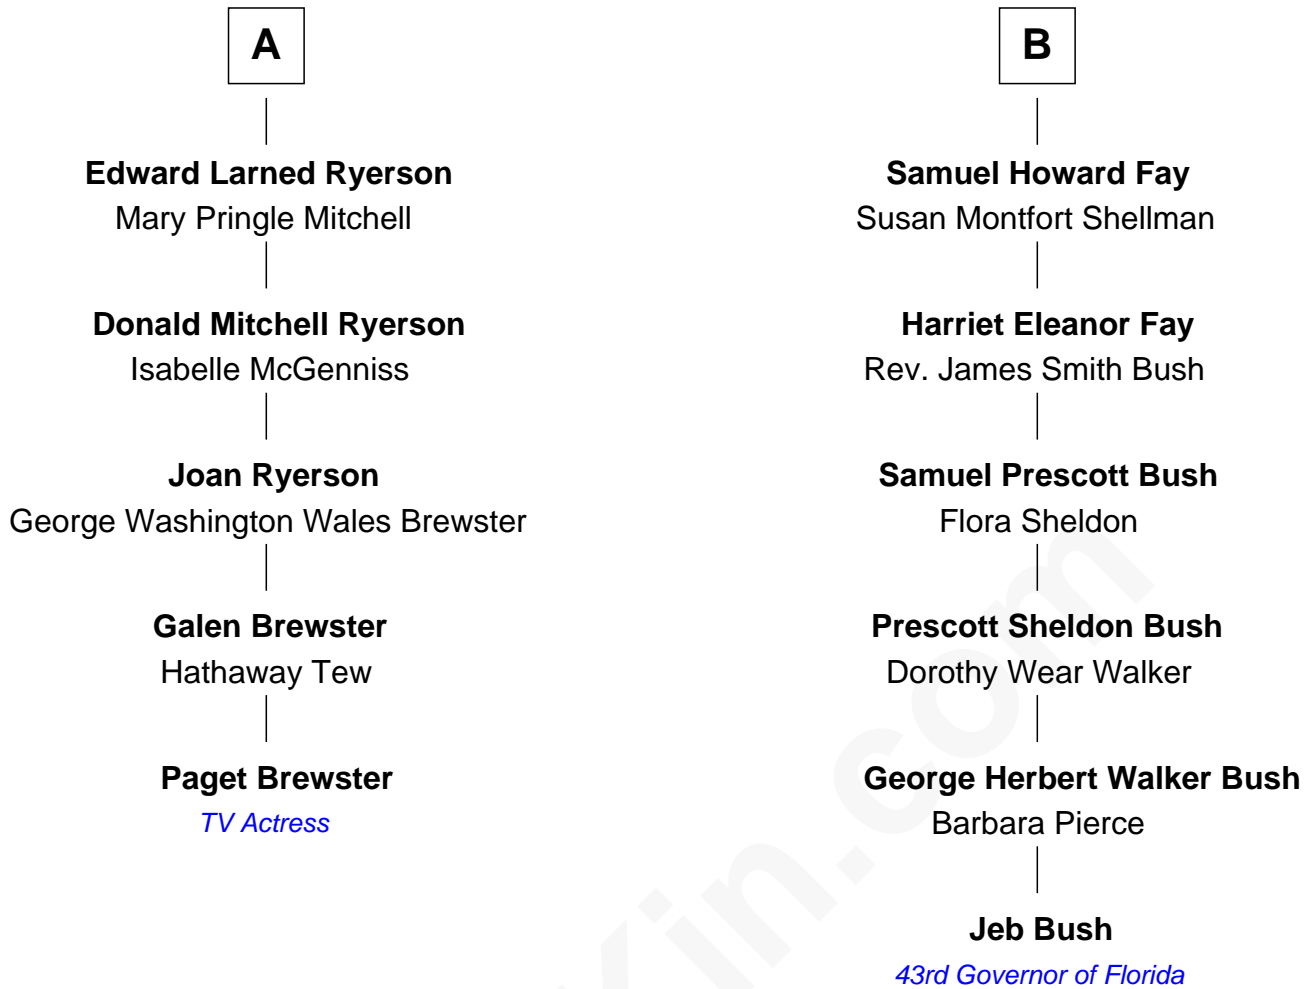 A
Edward Larned Ryerson
Mary Pringle Mitchell
Donald Mitchell Ryerson
Isabelle McGenniss
Joan Ryerson
George Washington Wales Brewster
Galen Brewster
Hathaway Tew
Paget Brewster
TV Actress
B
Samuel Howard Fay
Susan Montfort Shellman
Harriet Eleanor Fay
Rev. James Smith Bush
Samuel Prescott Bush
Flora Sheldon
Prescott Sheldon Bush
Dorothy Wear Walker
George Herbert Walker Bush
Barbara Pierce
Jeb Bush
43rd Governor of Florida